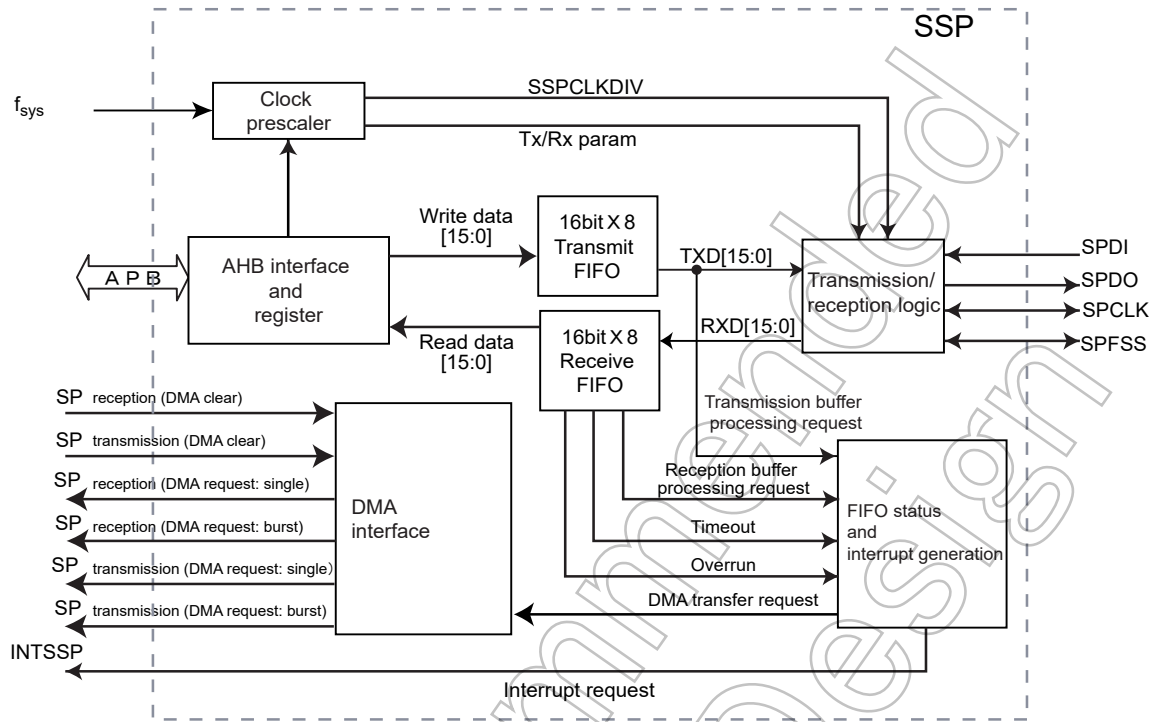 SSP
fsys
Clock
prescaler
SSPCLKDIV
Tx/Rx param
Write data
[15:0]
16bit X 8
Transmit
FIFO
TXD[15:0]
Transmission/
reception logic
SPDI
SPDO
SPCLK
SPFSS
APB
AHB interface
and
register
Read data
[15:0]
16bit X 8
Receive
FIFO
RXD[15:0]
SP reception (DMA clear)
SP transmission (DMA clear)
SP reception (DMA request: single)
SP reception (DMA request: burst)
SP transmission (DMA request: single)
SP transmission (DMA request: burst)
INTSSP
DMA
interface
Transmission buffer
processing request
Reception buffer
processing request
Timeout
Overrun
DMA transfer request
FIFO status
and
interrupt generation
Interrupt request
Design